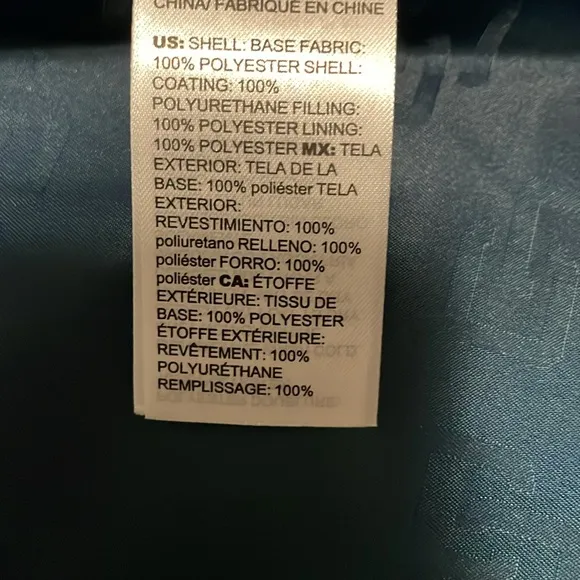 CHINA/ FABRIQUÉ EN CHINE
US: SHELL: BASE FABRIC:
100% POLYESTER SHELL:
COATING: 100%
POLYURETHANE FILLING:
100% POLYESTER LINING:
100% POLYESTER MX: TELA
EXTERIOR: TELA DE LA
BASE: 100% poliéster TELA
EXTERIOR:
REVESTIMIENTO: 100%
poliuretano RELLENO: 100%
poliéster FORRO: 100%
poliéster CA: ÉTOFFE
EXTÉRIEURE: TISSU DE
BASE: 100% POLYESTER
ÉTOFFE EXTÉRIEURE:
REVÊTEMENT: 100%
POLYURÉTHANE
REMPLISSAGE: 100%